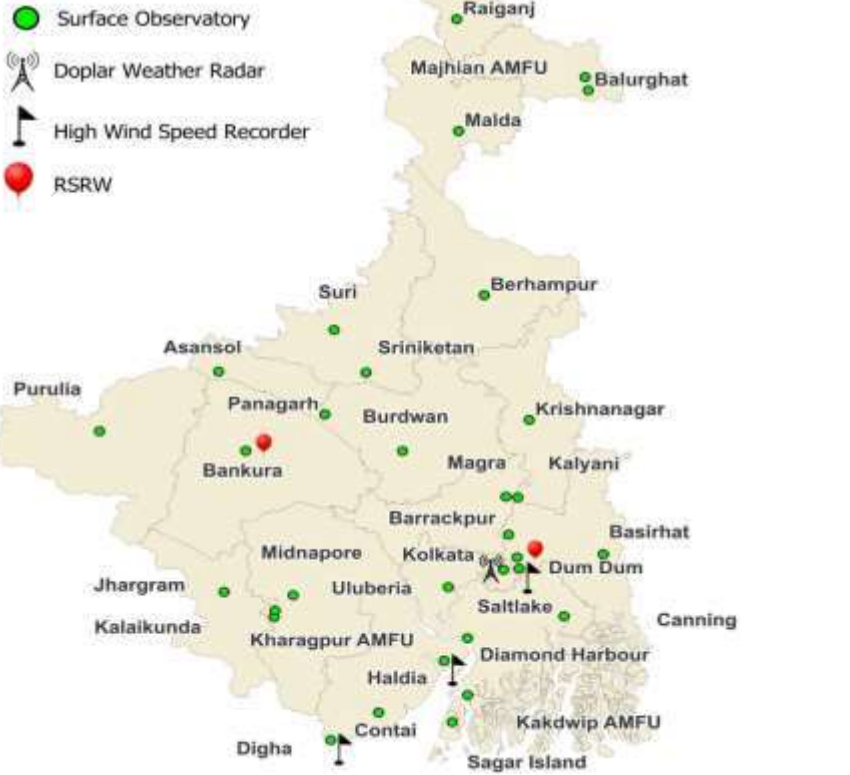 Surface Observatory
Doplar Weather Radar
High Wind Speed Recorder
RSRW
Raiganj
Majhian AMFU
Balurghat
Malda
Berhampur
Suri
Asansol
Sriniketan
Purulia
Panagarh
Burdwan
Krishnanagar
Bankura
Magra
Kalyani
Barrackpur
Basirhat
Midnapore
Kolkata
Dum Dum
Jhargram
Uluberia
Saltlake
Canning
Kalaikunda
Kharagpur AMFU
Diamond Harbour
Haldia
Kakdwip AMFU
Contai
Digha
Sagar Island